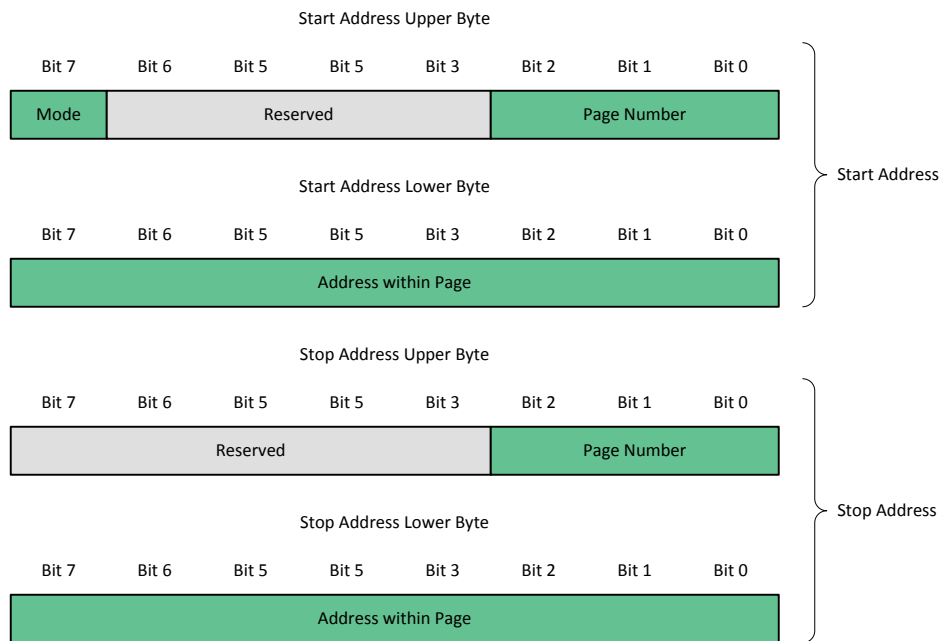 Start Address Upper Byte
Bit 7 Bit 6 Bit 5 Bit 5 Bit 3 Bit 2 Bit 1 Bit 0
Mode Reserved Page Number
Start Address
Start Address Lower Byte
Bit 7 Bit 6 Bit 5 Bit 5 Bit 3 Bit 2 Bit 1 Bit 0
Address within Page
Stop Address Upper Byte
Bit 7 Bit 6 Bit 5 Bit 5 Bit 3 Bit 2 Bit 1 Bit 0
Reserved Page Number
Stop Address
Stop Address Lower Byte
Bit 7 Bit 6 Bit 5 Bit 5 Bit 3 Bit 2 Bit 1 Bit 0
Address within Page